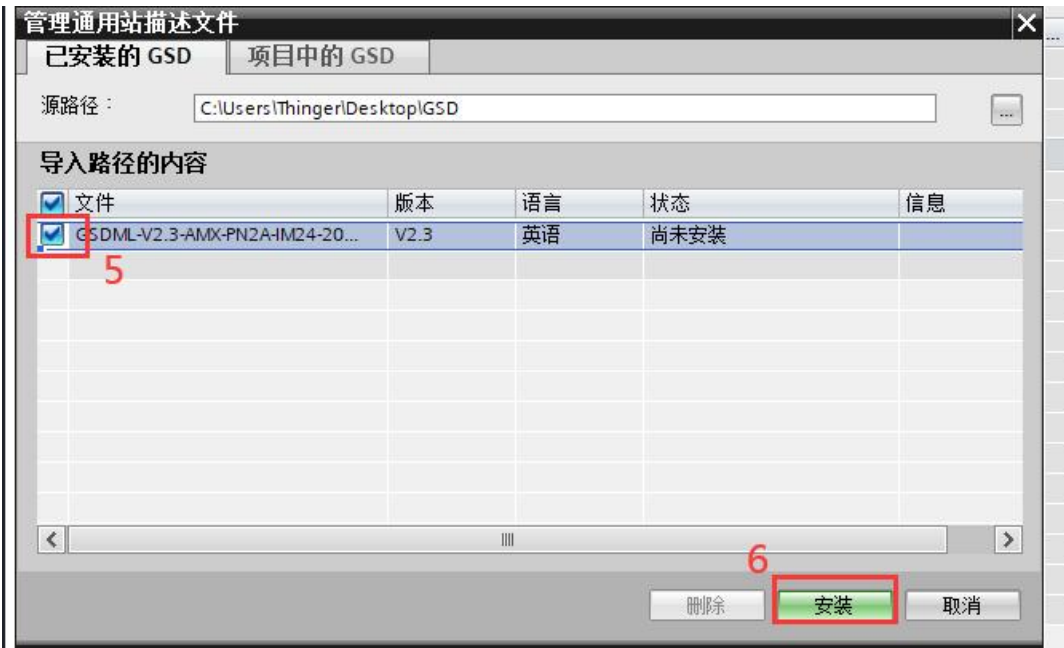 管理通用站描述文件
已安装的 GSD 项目中的 GSD
源路径： C:\Users\Thinger\Desktop\GSD ...
导入路径的内容
文件 版本 语言 状态 信息
GSDML-V2.3-AMX-PN2A-IM24-20... V2.3 英语 尚未安装
5
6
删除 安装 取消